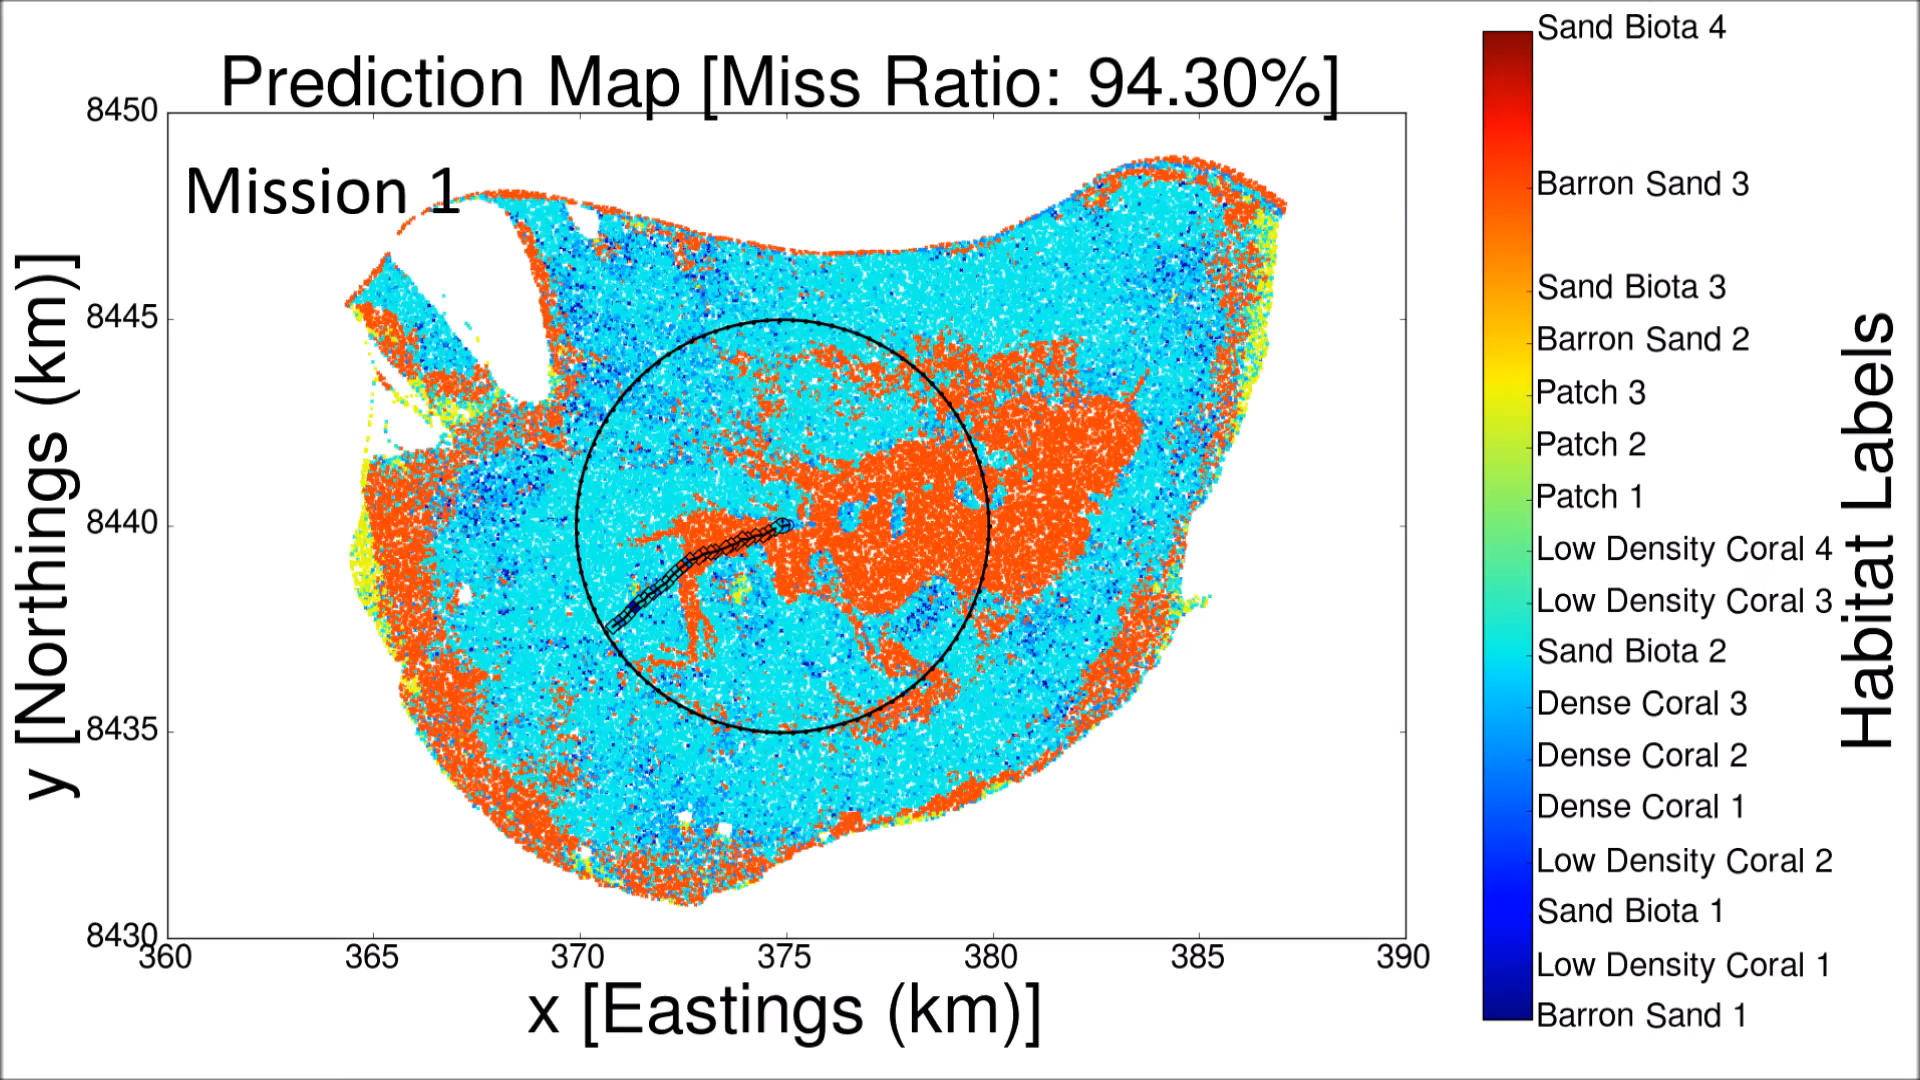 Prediction Map [Miss Ratio: 94.30%]
Mission 1
y [Northings (km)]
8450
8445
8440
8435
8430
360 365 370 375 380 385 390
x [Eastings (km)]
Sand Biota 4
Barron Sand 3
Sand Biota 3
Barron Sand 2
Patch 3
Patch 2
Patch 1
Low Density Coral 4
Low Density Coral 3
Sand Biota 2
Dense Coral 3
Dense Coral 2
Dense Coral 1
Low Density Coral 2
Sand Biota 1
Low Density Coral 1
Barron Sand 1
Habitat Labels